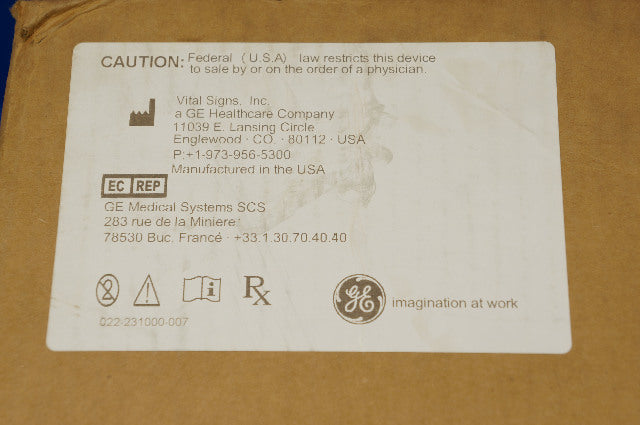 CAUTION: Federal (U.S.A) law restricts this device
to sale by or on the order of a physician.
Vital Signs, Inc.
a GE Healthcare Company
11039 E. Lansing Circle
Englewood · CO. · 80112 · USA
P:+1-973-956-5300
Manufactured in the USA
EC REP
GE Medical Systems SCS
283 rue de la Miniere
78530 Buc. France · +33.1.30.70.40.40
2 i Rx GE imagination at work
022-231000-007